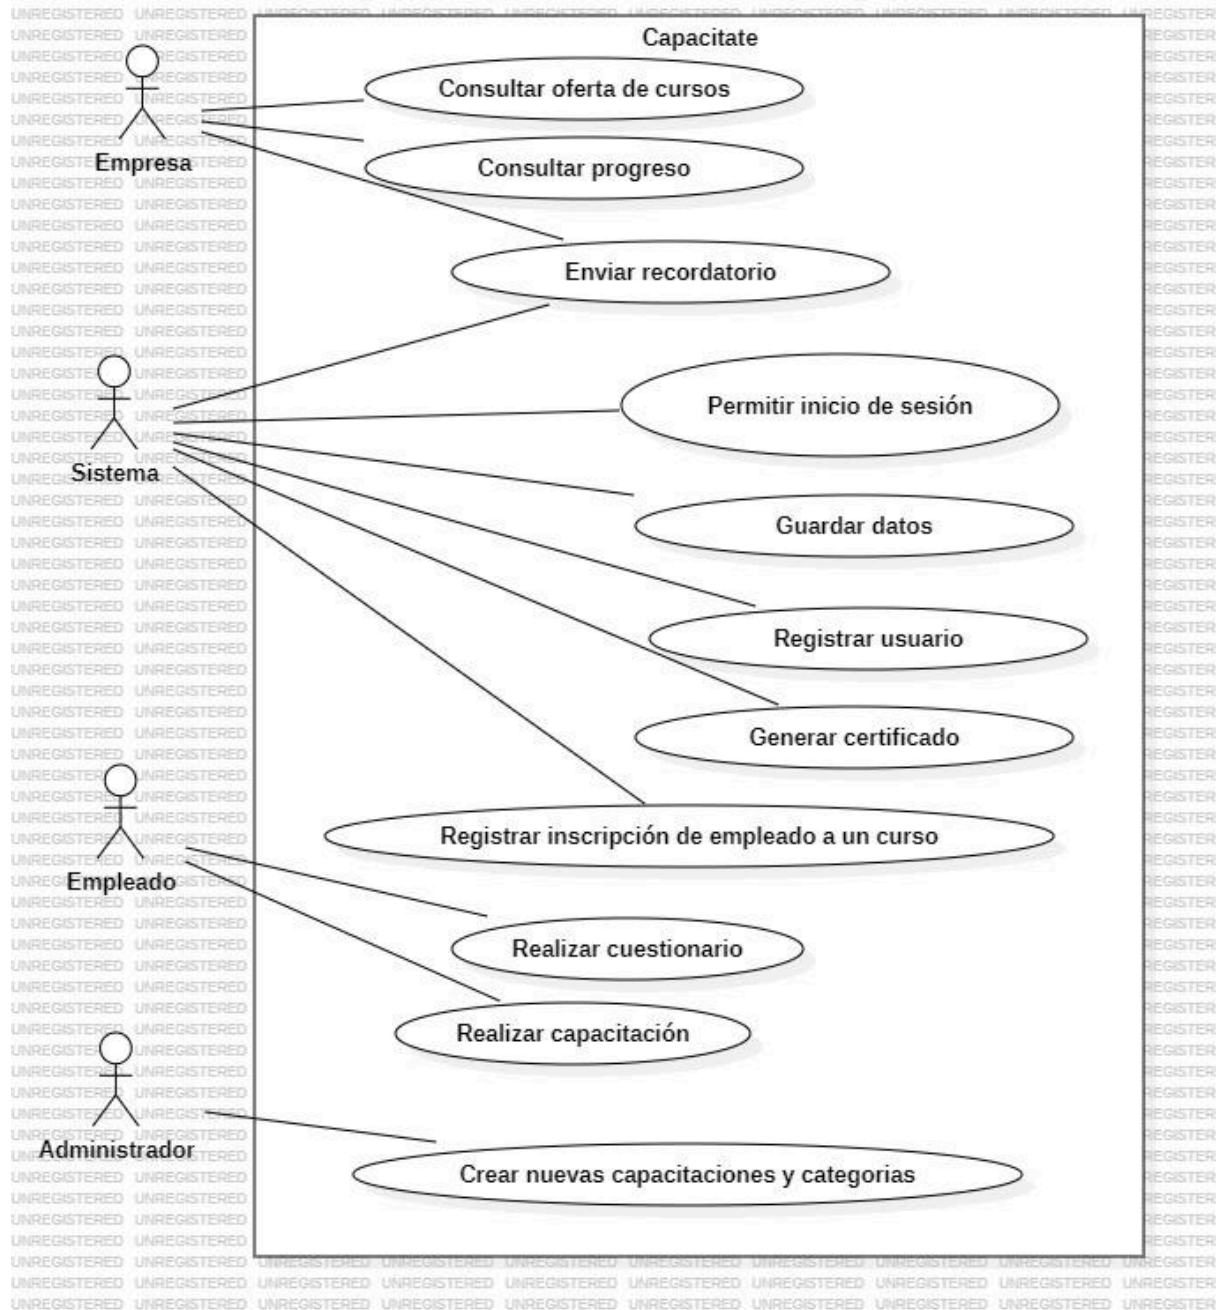 Capacitate
Consultar oferta de cursos
Empresa
Consultar progreso
Enviar recordatorio
Permitir inicio de sesión
Sistema
Guardar datos
Registrar usuario
Generar certificado
Registrar inscripción de empleado a un curso
Empleado
Realizar cuestionario
Realizar capacitación
Administrador
Crear nuevas capacitaciones y categorias
UNREGISTERED